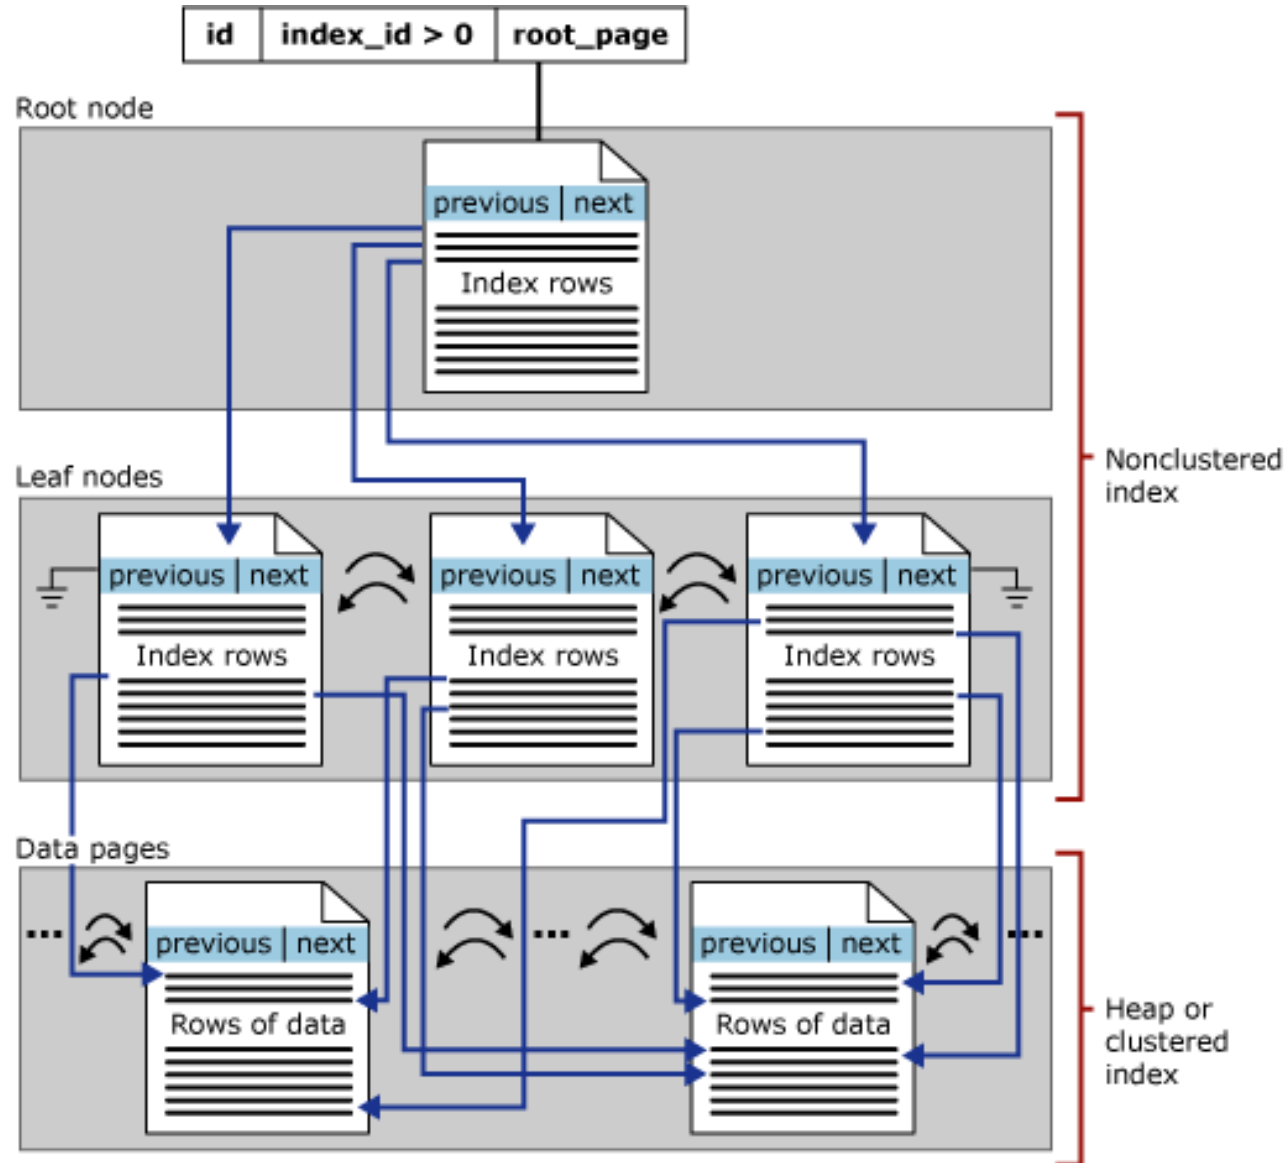 id index_id > 0 root_page
Root node
previous next
Index rows
Nonclustered
index
Leaf nodes
previous next previous next previous next
Index rows Index rows Index rows
Data pages
... ... ...
previous next previous next
Rows of data Rows of data
Heap or
clustered
index